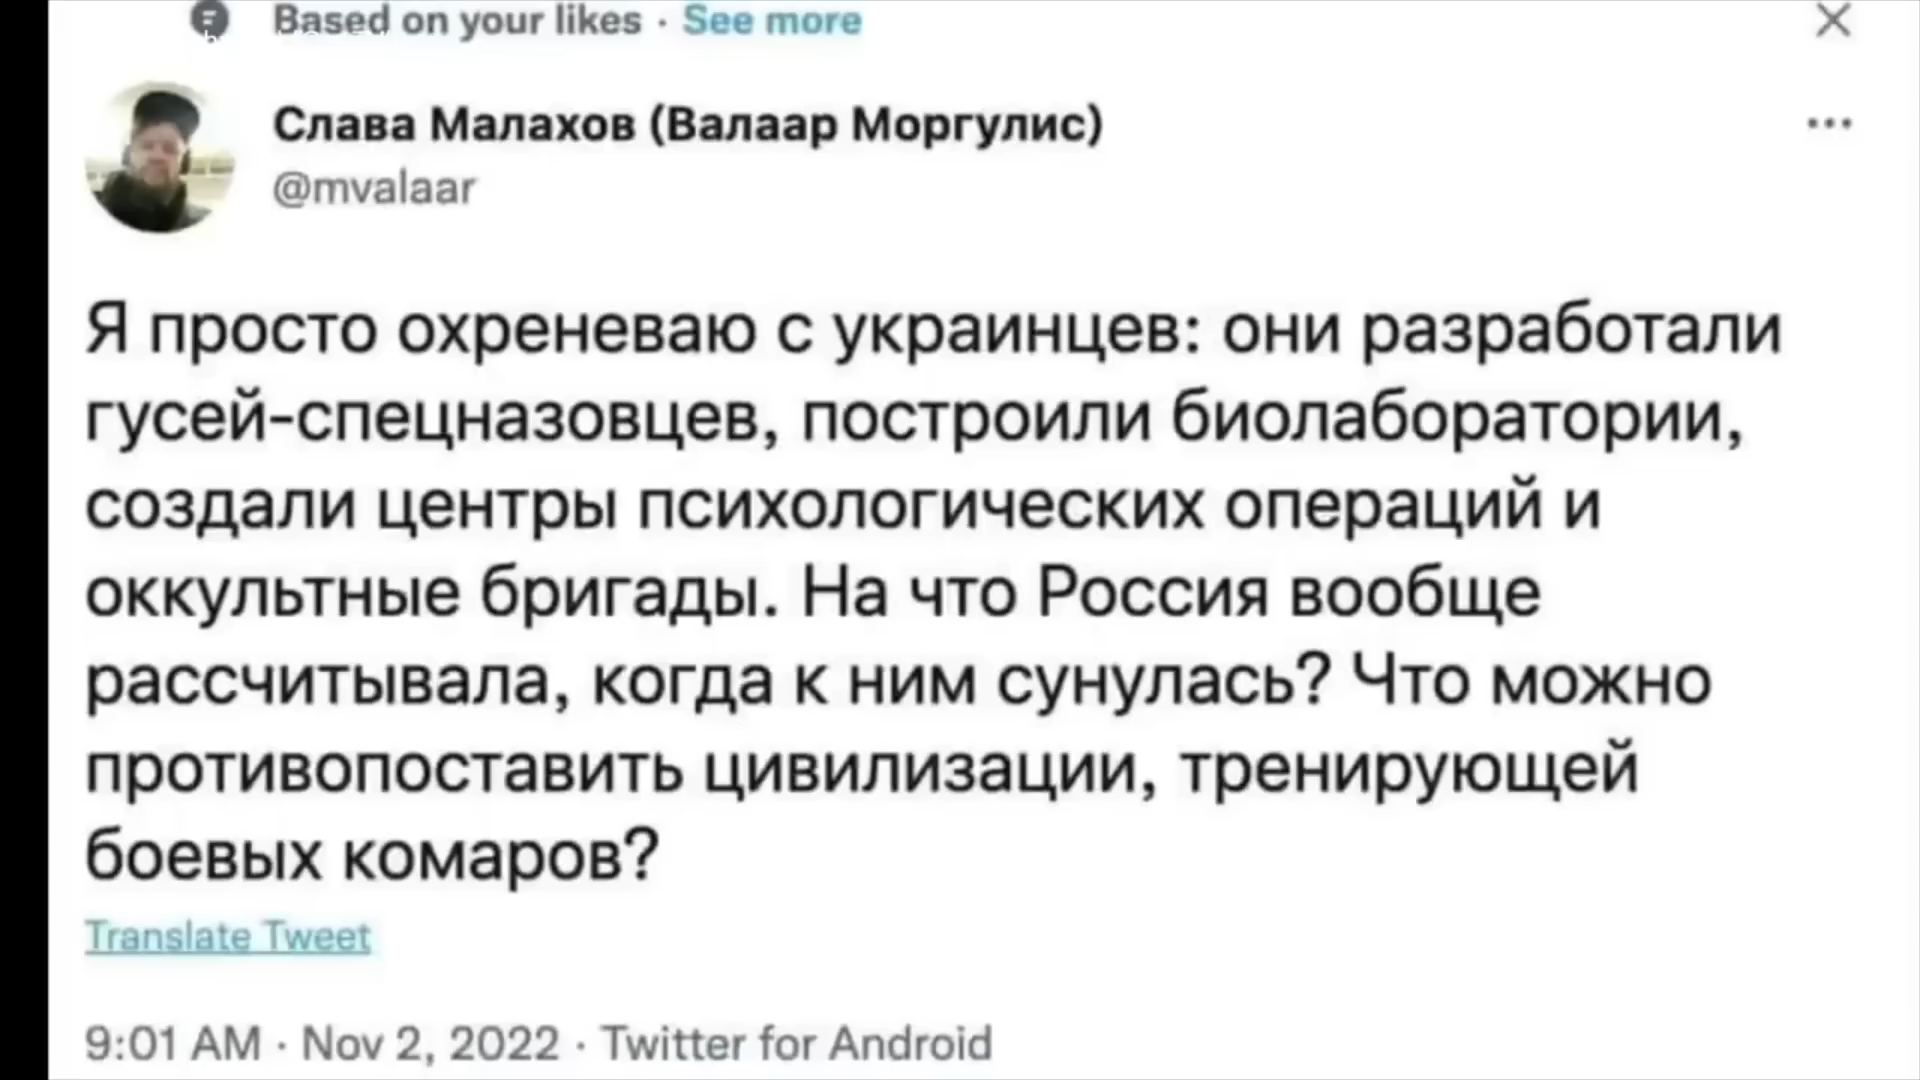 Based on your likes · See more
Слава Малахов (Валаар Моргулис)
@mvalaar
Я просто охреневаю с украинцев: они разработали
гусей-спецназовцев, построили биолаборатории,
создали центры психологических операций и
оккультные бригады. На что Россия вообще
рассчитывала, когда к ним сунулась? Что можно
противопоставить цивилизации, тренирующей
боевых комаров?
Translate Tweet
9:01 AM · Nov 2, 2022 · Twitter for Android